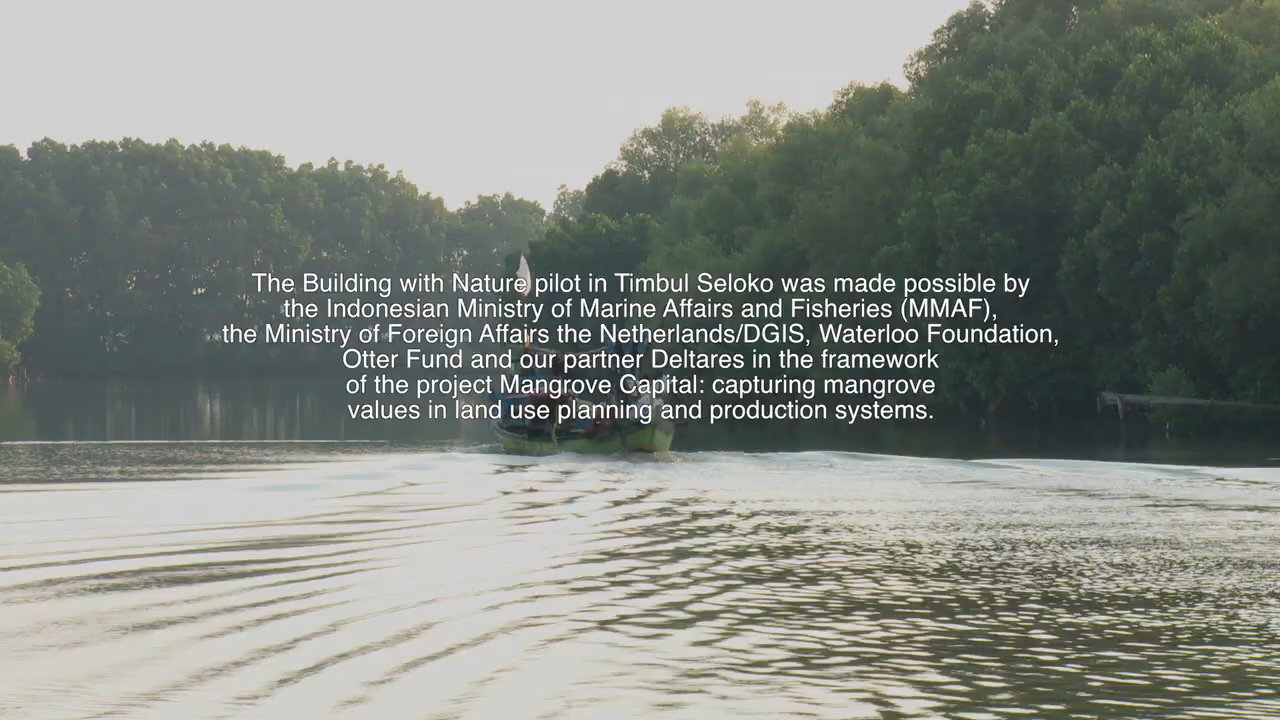 The Building with Nature pilot in Timbul Seloko was made possible by
the Indonesian Ministry of Marine Affairs and Fisheries (MMAF),
the Ministry of Foreign Affairs the Netherlands/DGIS, Waterloo Foundation,
Otter Fund and our partner Deltares in the framework
of the project Mangrove Capital: capturing mangrove
values in land use planning and production systems.